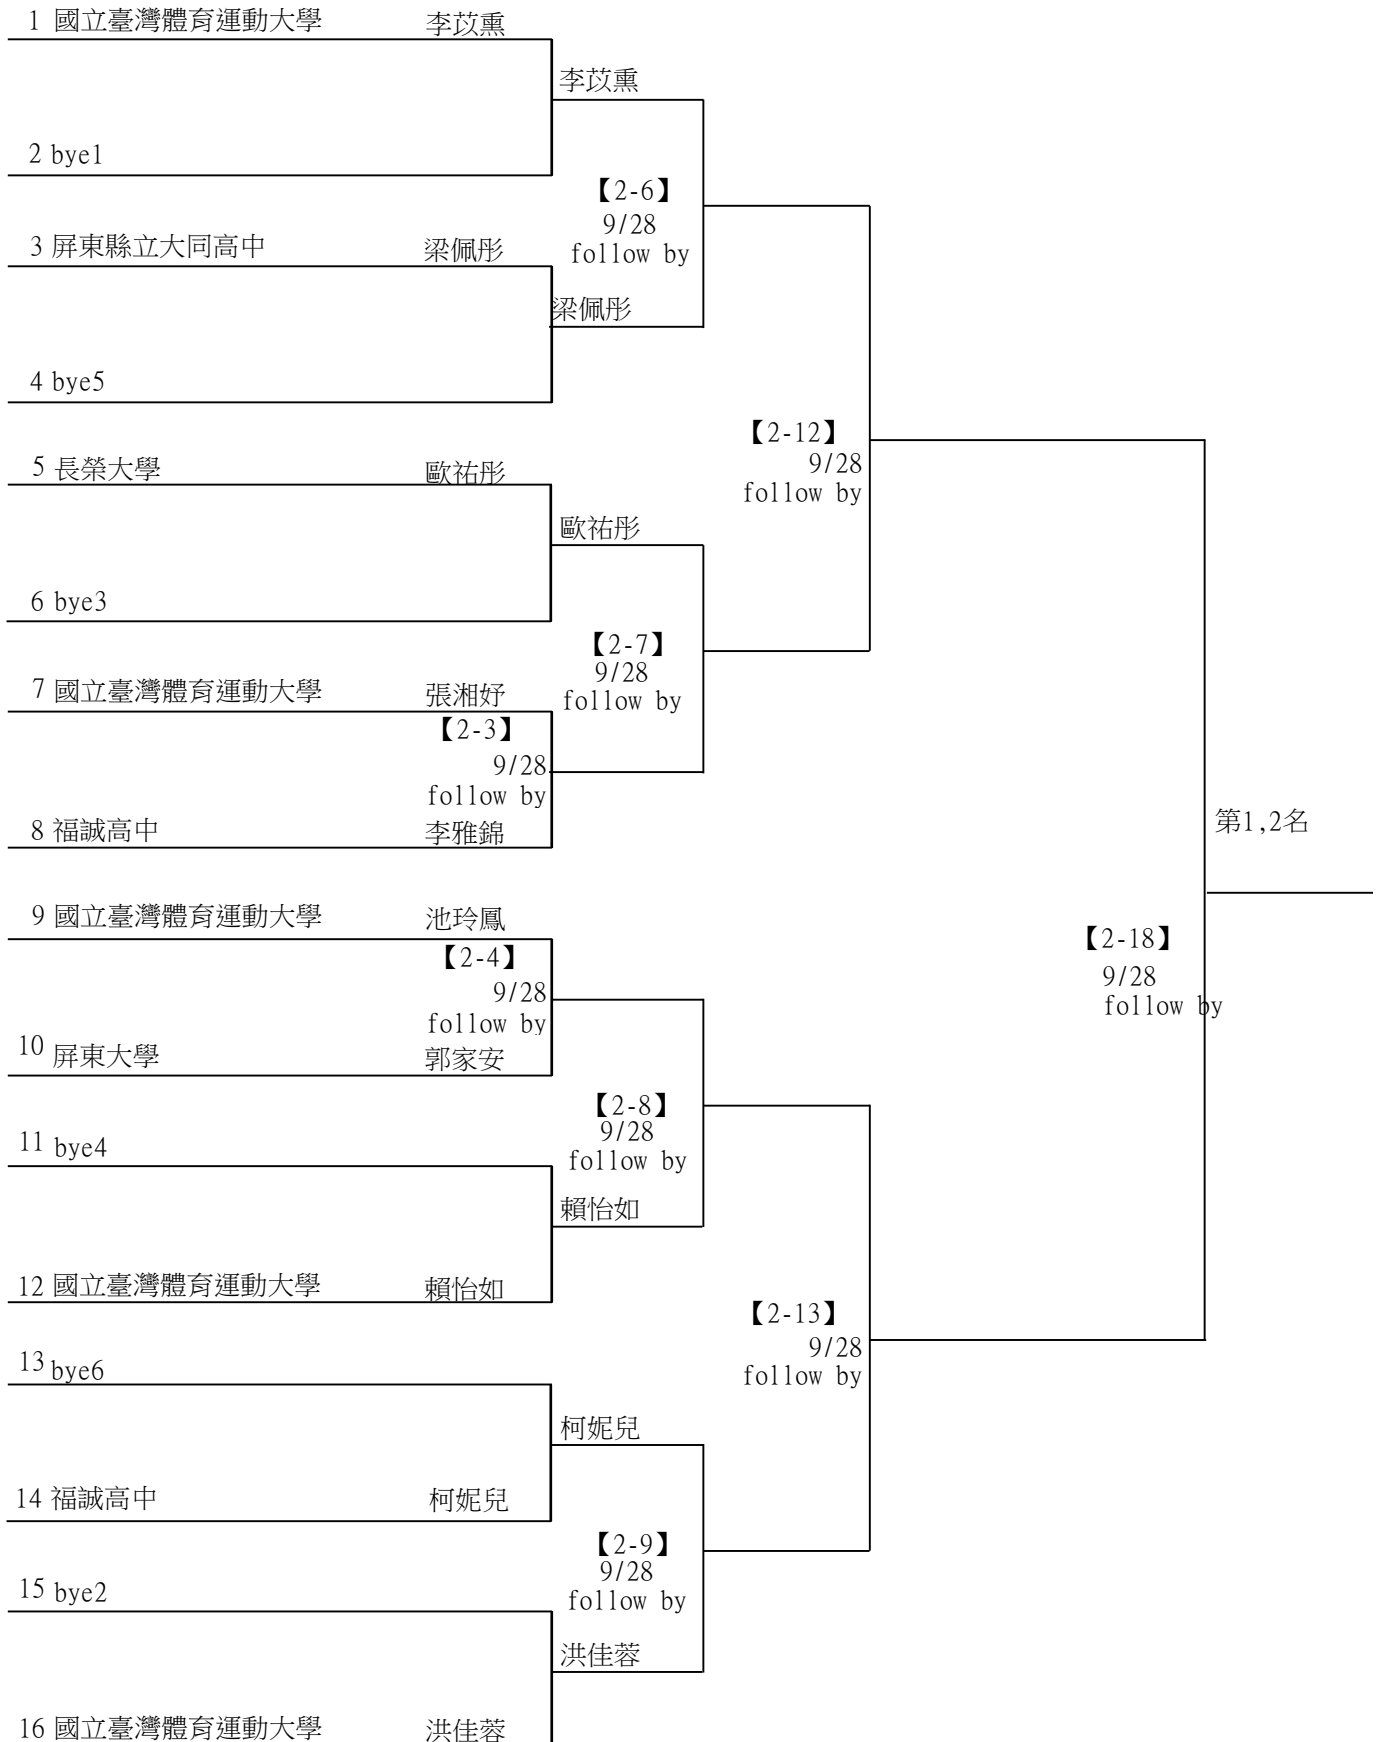 1 國立臺灣體育運動大學 李苡熏
李苡熏
2 bye1
【2-6】
9/28
follow by
3 屏東縣立大同高中 梁佩彤
梁佩彤
4 bye5
【2-12】
9/28
follow by
5 長榮大學 歐祐彤
歐祐彤
6 bye3
【2-7】
9/28
follow by
7 國立臺灣體育運動大學 張湘妤
【2-3】
9/28
follow by
8 福誠高中 李雅錦
第1,2名
9 國立臺灣體育運動大學 池玲鳳
【2-4】
9/28
follow by
【2-18】
9/28
follow by
10 屏東大學 郭家安
【2-8】
9/28
follow by
11 bye4
賴怡如
12 國立臺灣體育運動大學 賴怡如
【2-13】
9/28
follow by
13 bye6
柯妮兒
14 福誠高中 柯妮兒
【2-9】
9/28
follow by
15 bye2
洪佳蓉
16 國立臺灣體育運動大學 洪佳蓉